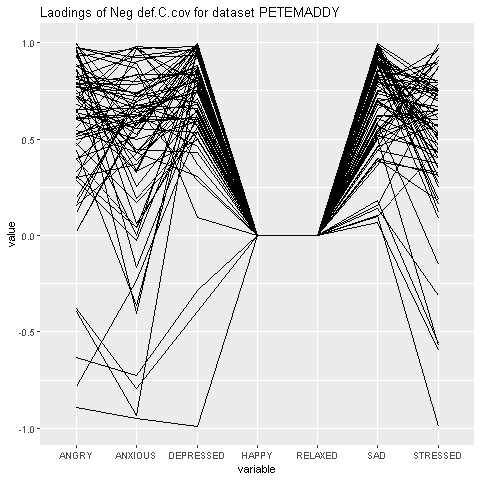 Laodings of Neg def.C.cov for dataset PETEMADDY
1.0
0.5
0.0
-0.5
-1.0
value
ANGRY ANXIOUS DEPRESSED HAPPY RELAXED SAD STRESSED
variable